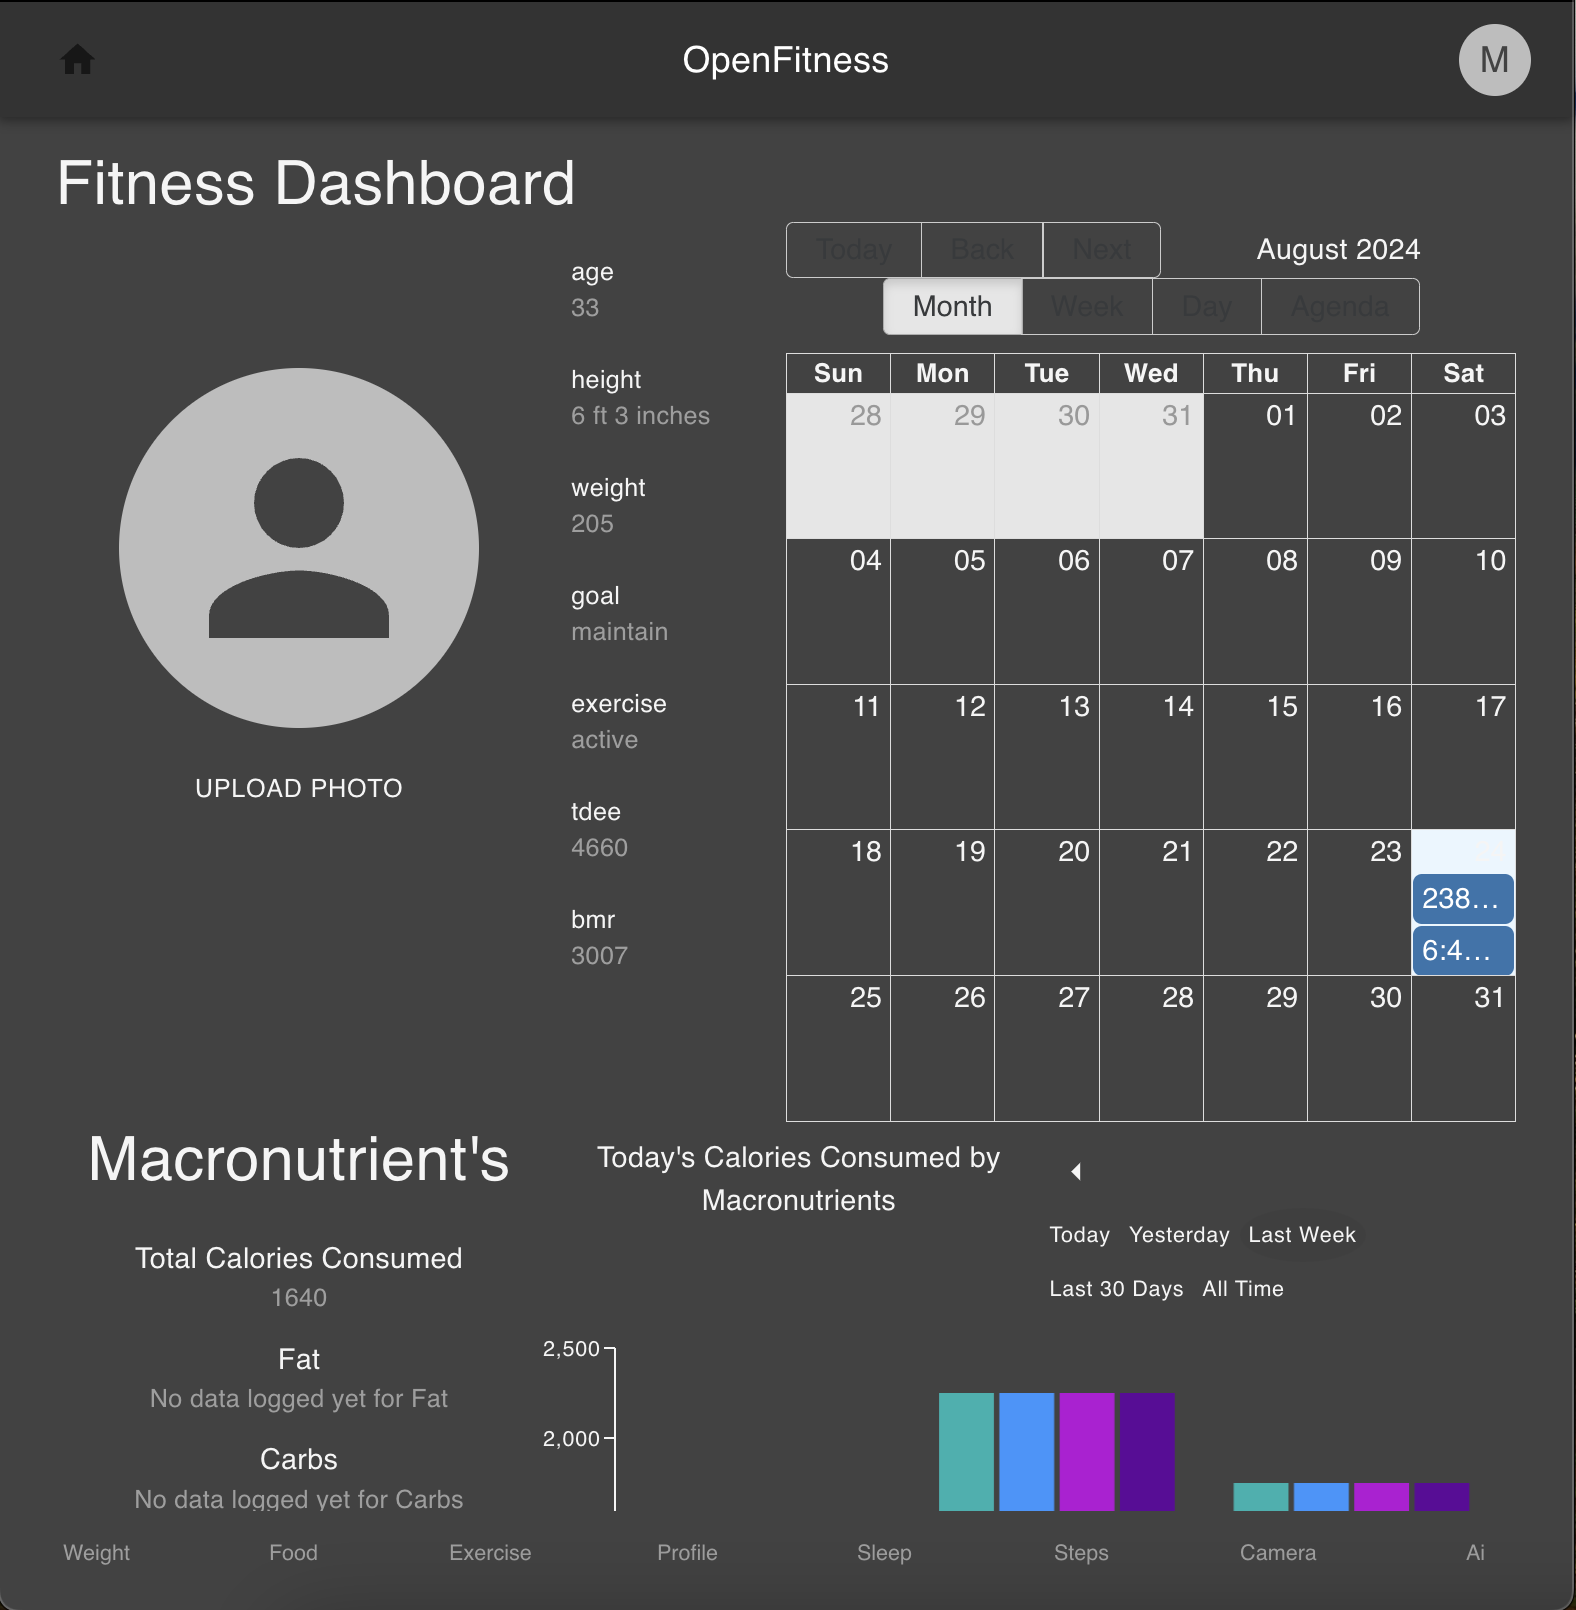 OpenFitness
M
Fitness Dashboard
UPLOAD PHOTO
age
33
height
6 ft 3 inches
weight
205
goal
maintain
exercise
active
tdee
4660
bmr
3007
Today Back Next
August 2024
Month Week Day Agenda
Sun Mon Tue Wed Thu Fri Sat
28 29 30 31 01 02 03
04 05 06 07 08 09 10
11 12 13 14 15 16 17
18 19 20 21 22 23
238...
6:4...
25 26 27 28 29 30 31
Macronutrient's
Total Calories Consumed
1640
Fat
No data logged yet for Fat
Carbs
No data logged yet for Carbs
Today's Calories Consumed by
Macronutrients
Today Yesterday Last Week
Last 30 Days All Time
2,500
2,000
Weight Food Exercise Profile Sleep Steps Camera Ai